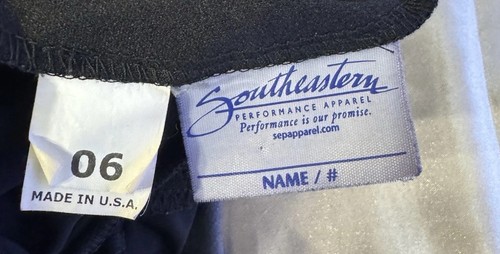 06
MADE IN U.S.A.
Southeastern
PERFORMANCE APPAREL
Performance is our promise.
sepapparel.com
NAME / #